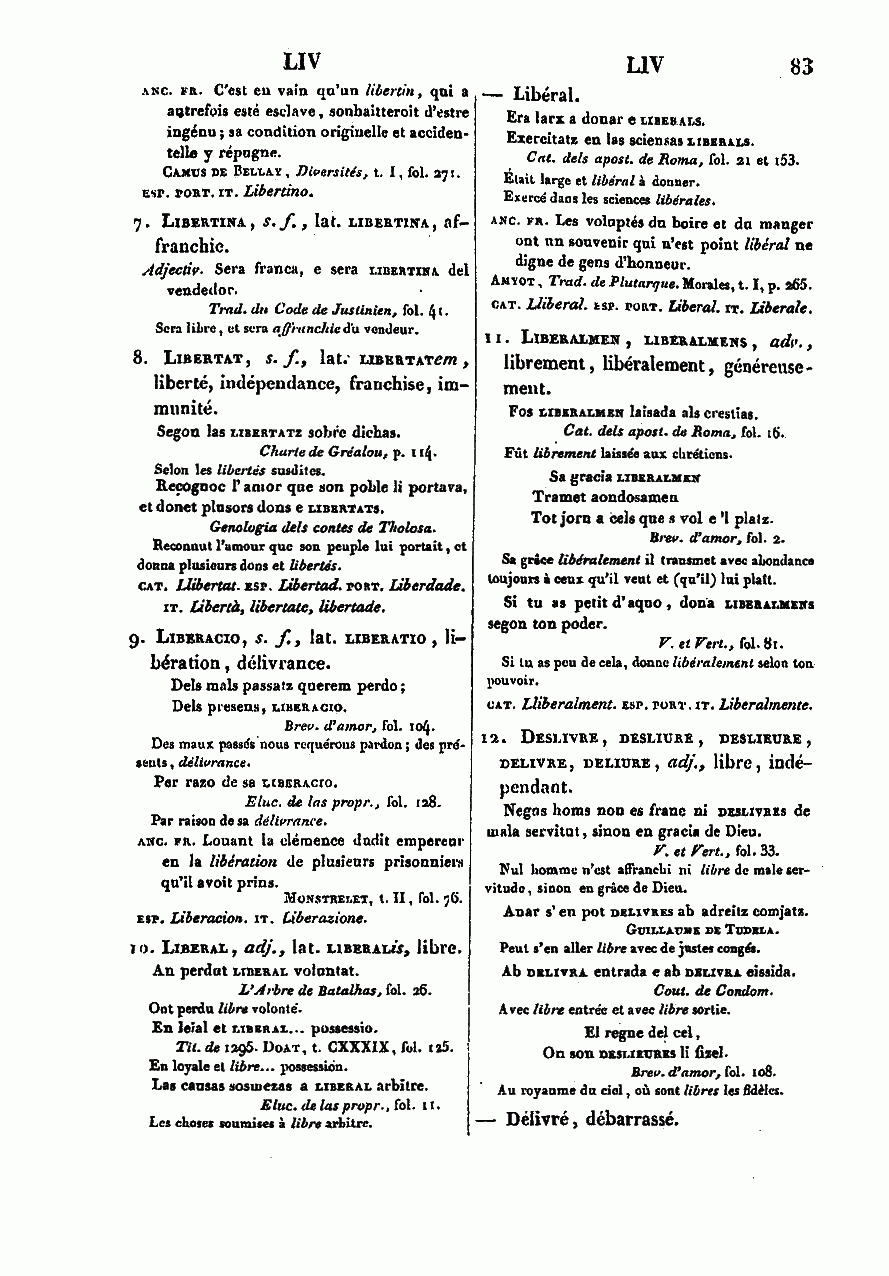 LIV
LIV 83
ANC. FR. C'est en vain qu'un libertin, qui a
autrefois esté esclave, sonhaitteroit d'estre
ingénu; sa condition originelle et acciden-
telle y répugne.
CAMUS DE BELLAY, Diversités, t. I, fol. 271.
ESP. PORT. IT. Libertino.
7. LIBERTINA, s. f., lat. LIBERTINA, af-
franchie.
Adjectiv. Sera franca, e sera LIBERTINA del
vendedor.
Trad. du Code de Justinien, fol. 41.
Sera libre, et sera affranchie du vendeur.
8. LIBERTAT, s. f., lat. LIBERTATem,
liberté, indépendance, franchise, im-
munité.
Segon las LIBERTATZ sobre dichas.
Charte de Gréalou, p. 114.
Selon les libertés susdites.
Recognoc l'amor que son poble li portava,
et donet plusors dons e LIBERTATS.
Genologia dels contes de Tholosa.
Reconnut l'amour que son peuple lui portait, et
donna plusieurs dons et libertés.
CAT. Llibertat. ESP. Libertad. PORT. Liberdade.
IT. Libertà, libertate, libertade.
9. LIBERACIO, s. f., lat. LIBERATIO, li-
bération, délivrance.
Dels mals passatz querem perdo;
Dels presens, LIBERACIO.
Brev. d'amor, fol. 104.
Des maux passés nous requérons pardon; des pré-
sents, délivrance.
Per razo de sa LIBERACIO.
Eluc. de las propr., fol. 128.
Par raison de sa délivrance.
ANC. FR. Louant la clémence dudit empereur
en la libération de plusieurs prisonniers
qu'il avoit prins.
MONSTRELET, t. II, fol. 76.
ESP. Liberacion. IT. Liberazione.
10. LIBERAL, adj., lat. LIBERALis, libre.
An perdut LIBERAL voluntat.
L'Arbre de Batalhas, fol. 26.
Ont perdu libre volonté.
En leïal et LIBERAL... possessio.
Tit. de 1295. DOAT, t. CXXXIX, fol. 125.
En loyale et libre... possession.
Las causas sosmezas a LIBERAL arbitre.
Eluc. de las propr., fol. 11.
Les choses soumises à libre arbitre.
— Libéral.
Era larx a donar e LIBERALS.
Exercitatz en las sciensas LIBERALS.
Cat. dels apost. de Roma, fol. 21 et 153.
Était large et libéral à donner.
Exercé dans les sciences libérales.
ANC. FR. Les voluptés du boire et du manger
ont un souvenir qui n'est point libéral ne
digne de gens d'honneur.
AMYOT, Trad. de Plutarque. Morales, t. I, p. 265.
CAT. Lliberal. ESP. PORT. Liberal. IT. Liberale.
11. LIBERALMEN, LIBERALMENS, adv.,
librement, libéralement, généreuse-
ment.
Fos LIBERALMEN laisada als crestias.
Cat. dels apost. de Roma, fol. 16.
Fût librement laissée aux chrétiens.
Sa gracia LIBERALMEN
Tramet aondosamen
Tot jorn a cels que s vol e 'l platz.
Brev. d'amor, fol. 2.
Sa grâce libéralement il transmet avec abondance
toujours à ceux qu'il veut et (qu'il) lui plaît.
Si tu as petit d'aquo, dona LIBERALMENS
segon ton poder.
V. et Vert., fol. 81.
Si tu as peu de cela, donne libéralement selon ton
pouvoir.
CAT. Lliberalment. ESP. PORT. IT. Liberalmente.
12. DESLIVRE, DESLIURE, DESLIEURE,
DELIVRE, DELIURE, adj., libre, indé-
pendant.
Negus homs non es franc ni DESLIVRES de
mala servitut, sinon en gracia de Dieu.
V. et Vert., fol. 33.
Nul homme n'est affranchi ni libre de male ser-
vitude, sinon en grâce de Dieu.
Anar s'en pot DELIVRES ab adreitz comjatz.
GUILLAUME DE TUDELA.
Peut s'en aller libre avec de justes congés.
Ab DELIVRA entrada e ab DELIVRA eissida.
Cout. de Condom.
Avec libre entrée et avec libre sortie.
El regne del cel,
On son DESLIEURES li fizel.
Brev. d'amor, fol. 108.
Au royaume du ciel, où sont libres les fidèles.
— Délivré, débarrassé.